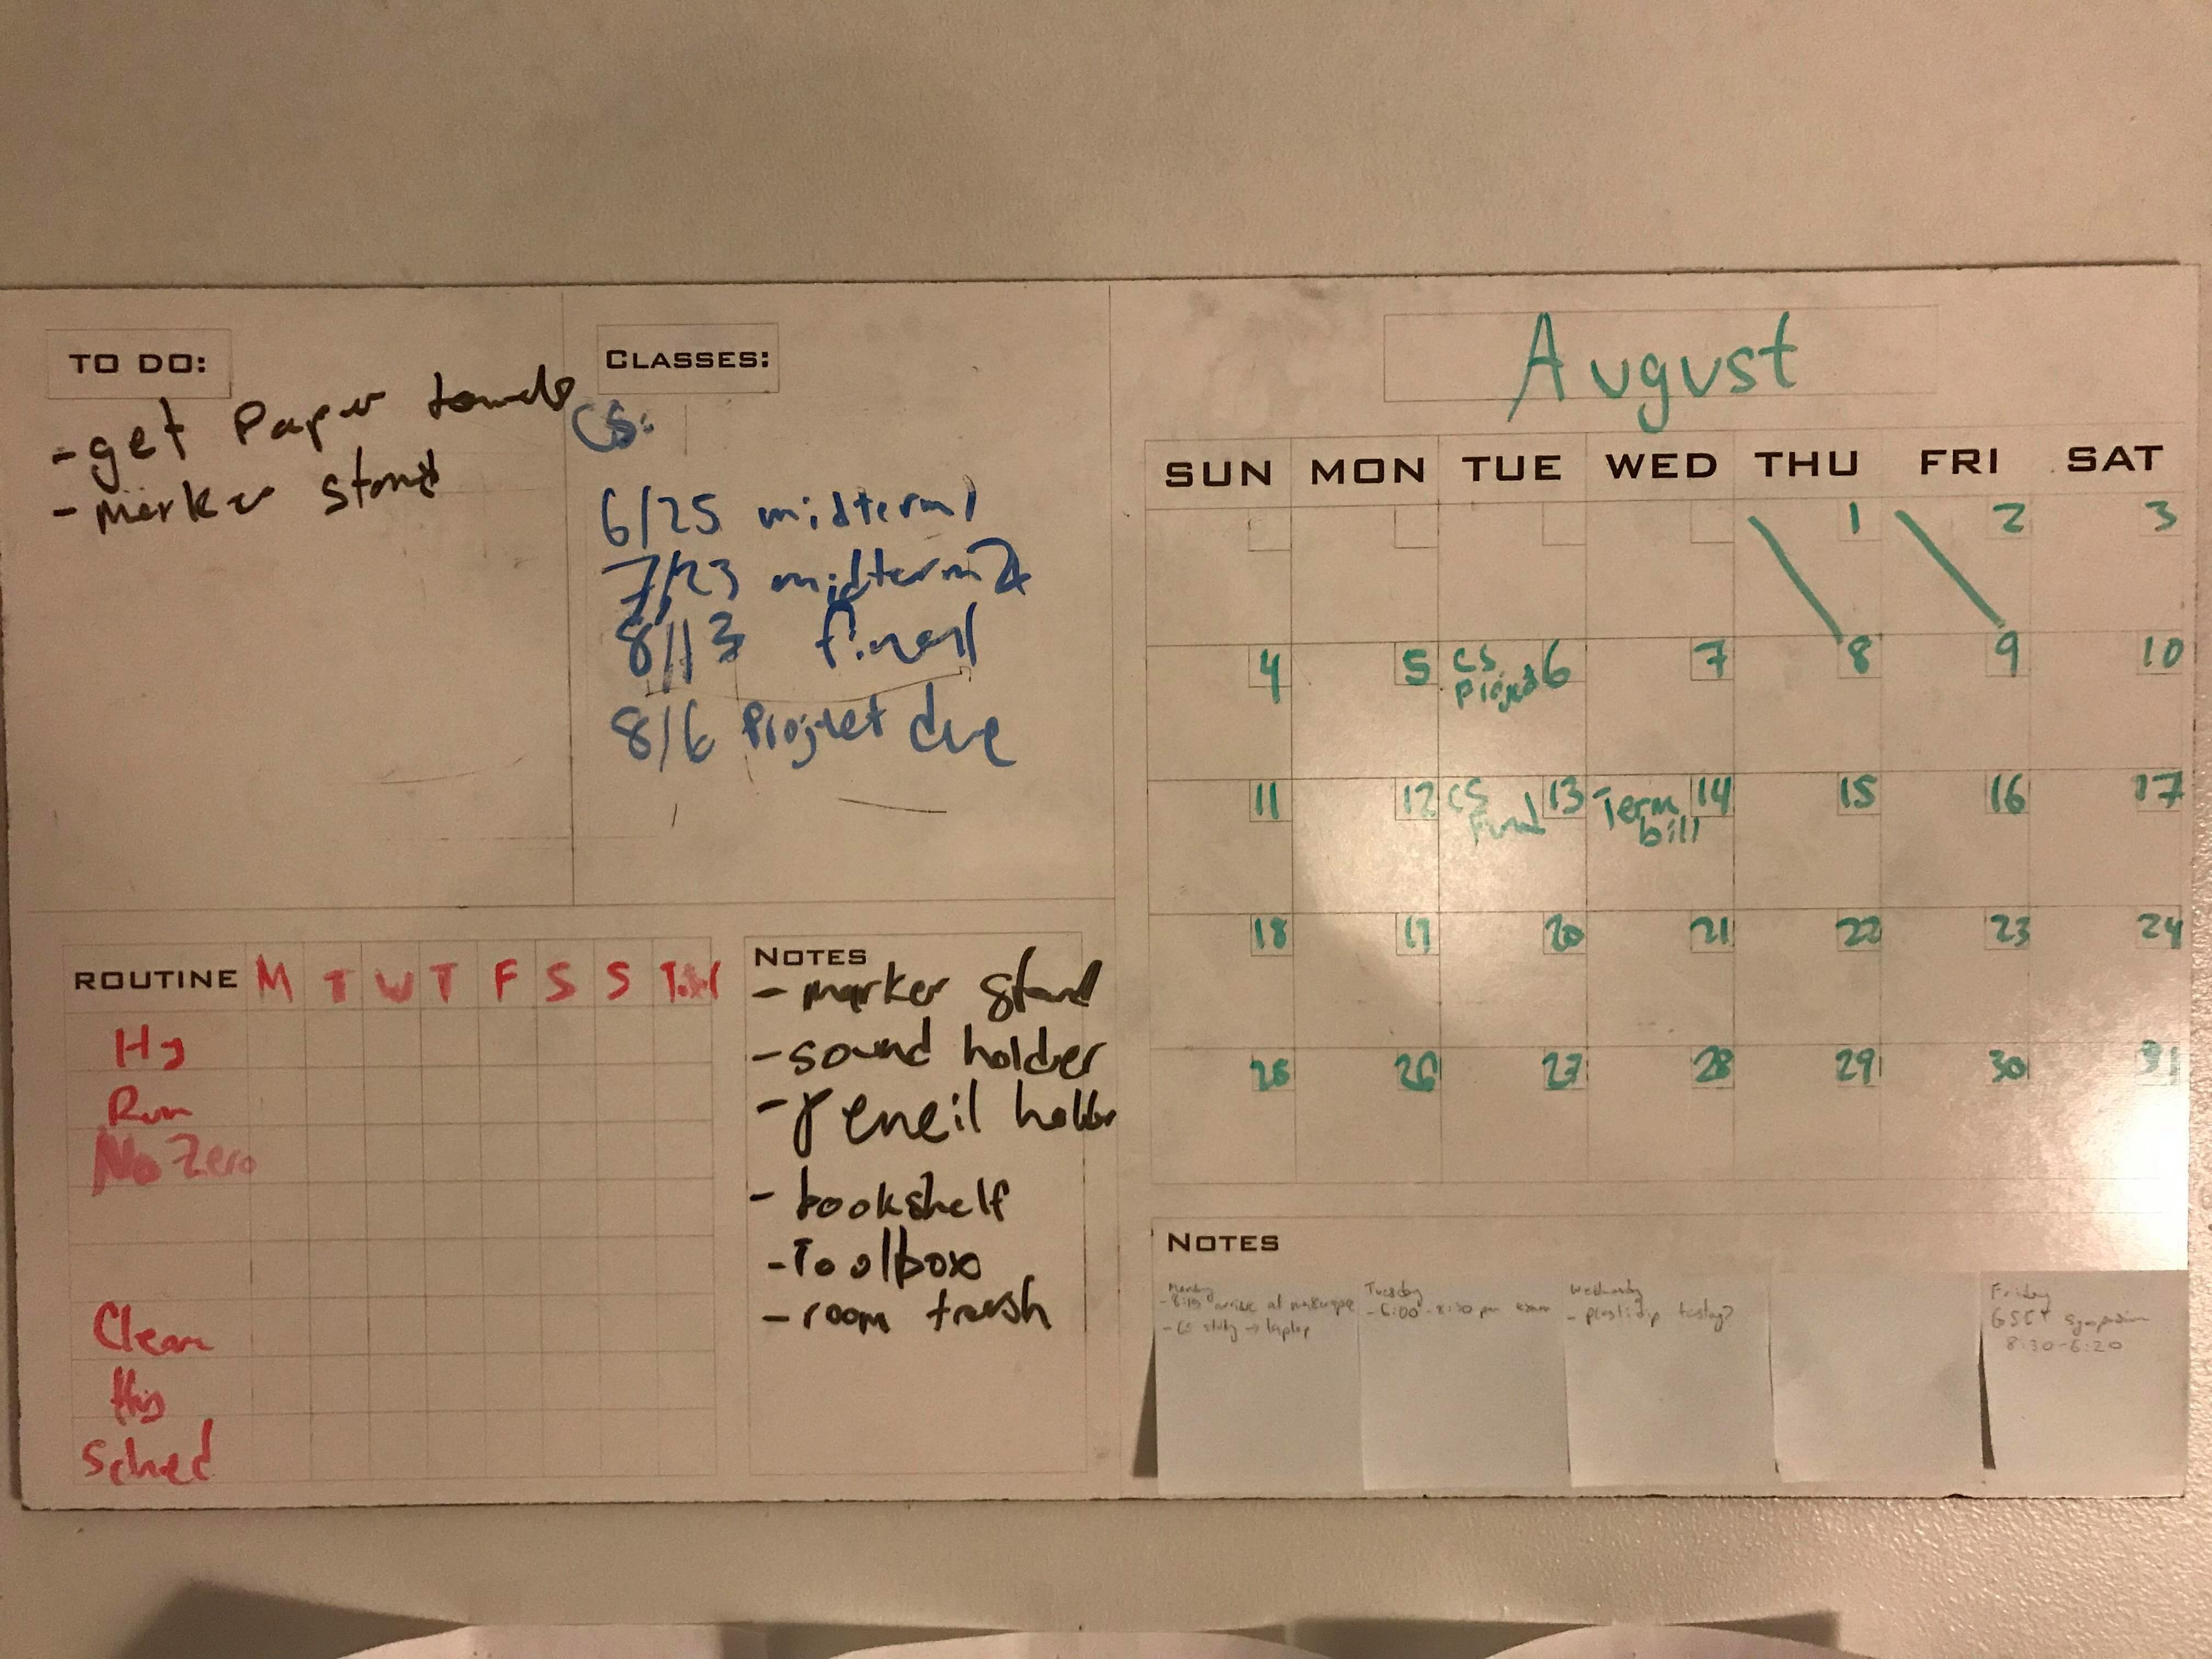 TO DO:
- get Paper towels
- marker stand
CLASSES:
CS:
6/25 midterm 1
7/23 midterm 2
8/13 final
8/6 Project due
ROUTINE M T W T F S S Total
Hy
Run
No Zero
Clean
Hy
Sched
NOTES
- marker stand
- sound holder
- pencil holder
- bookshelf
- Toolbox
- room trash
August
SUN MON TUE WED THU FRI SAT
1 2 3
4 5 CS 6 7 8 9 10
Project
11 12 CS 13 Term 14 15 16 17
Final bill
18 19 20 21 22 23 24
25 26 27 28 29 30 31
NOTES
Monday
- 8:15 arrive at
- CS study → laptop
Tuesday
- 6:00 - 8:30 pm exam
Wednesday
- plastidip today?
Friday
GSET Symposium
8:30-6:20